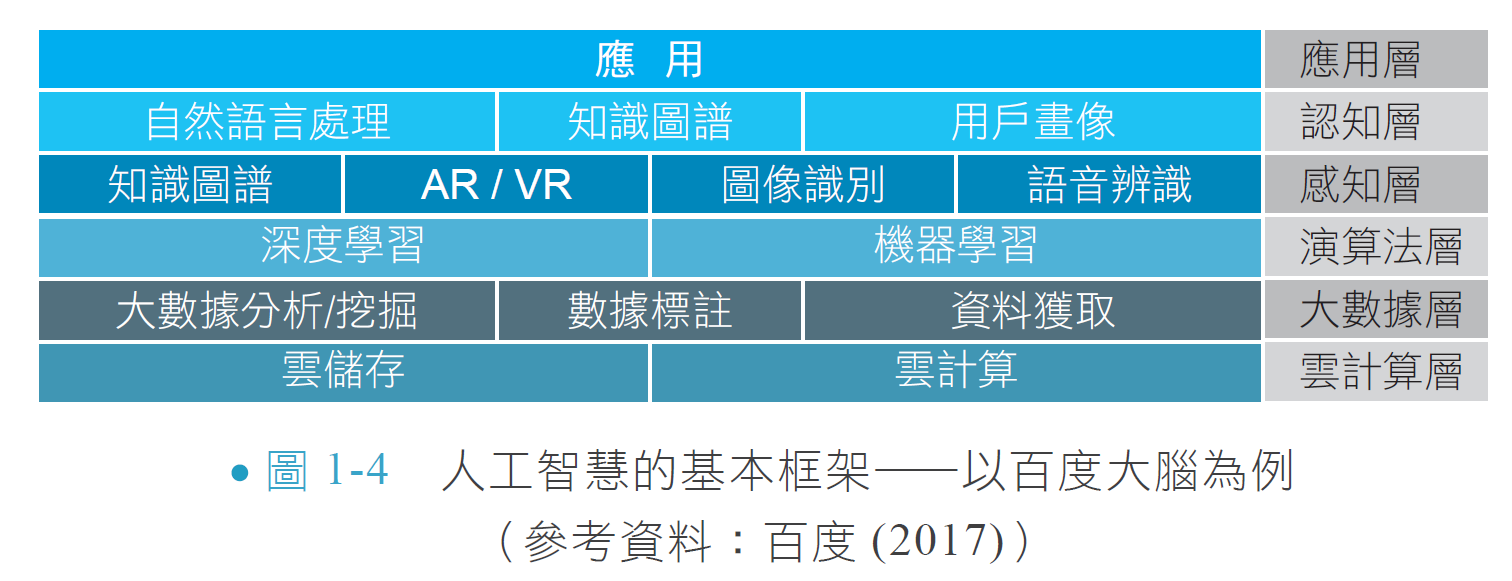 應 用 應用層
自然語言處理 知識圖譜 用戶畫像 認知層
知識圖譜 AR / VR 圖像識別 語音辨識 感知層
深度學習 機器學習 演算法層
大數據分析/挖掘 數據標註 資料獲取 大數據層
雲儲存 雲計算 雲計算層
• 圖 1-4 人工智慧的基本框架——以百度大腦為例
（參考資料：百度 (2017)）